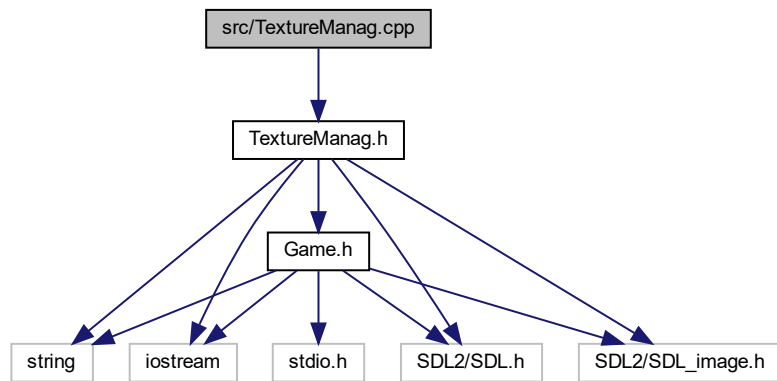 src/TextureManag.cpp
TextureManag.h
Game.h
string
iostream
stdio.h
SDL2/SDL.h
SDL2/SDL_image.h